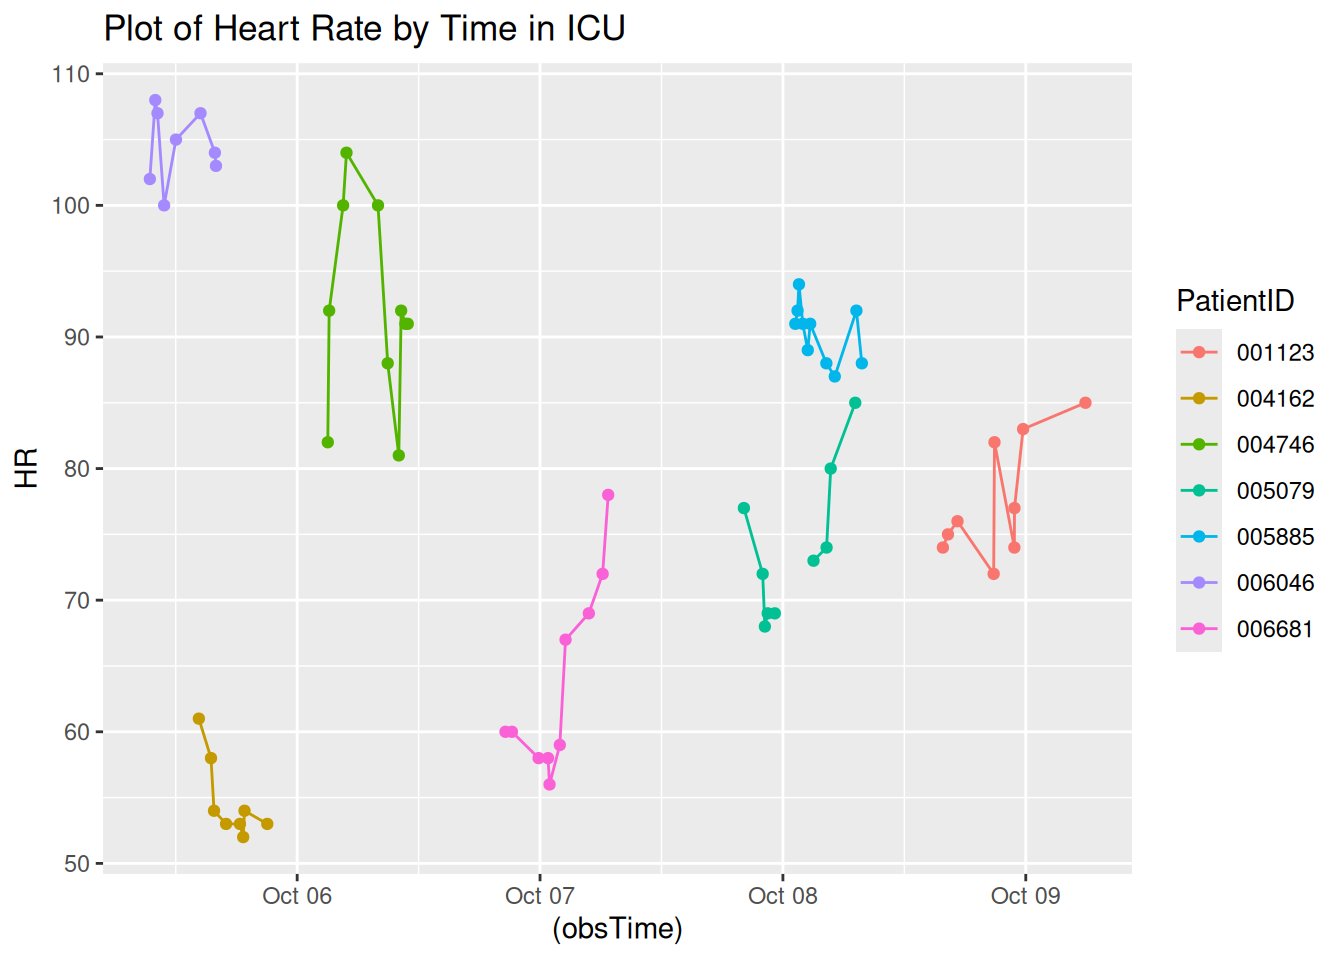 Plot of Heart Rate by Time in ICU
110
100
90
80
70
60
50
HR
Oct 06
Oct 07
Oct 08
Oct 09
(obsTime)
PatientID
001123
004162
004746
005079
005885
006046
006681